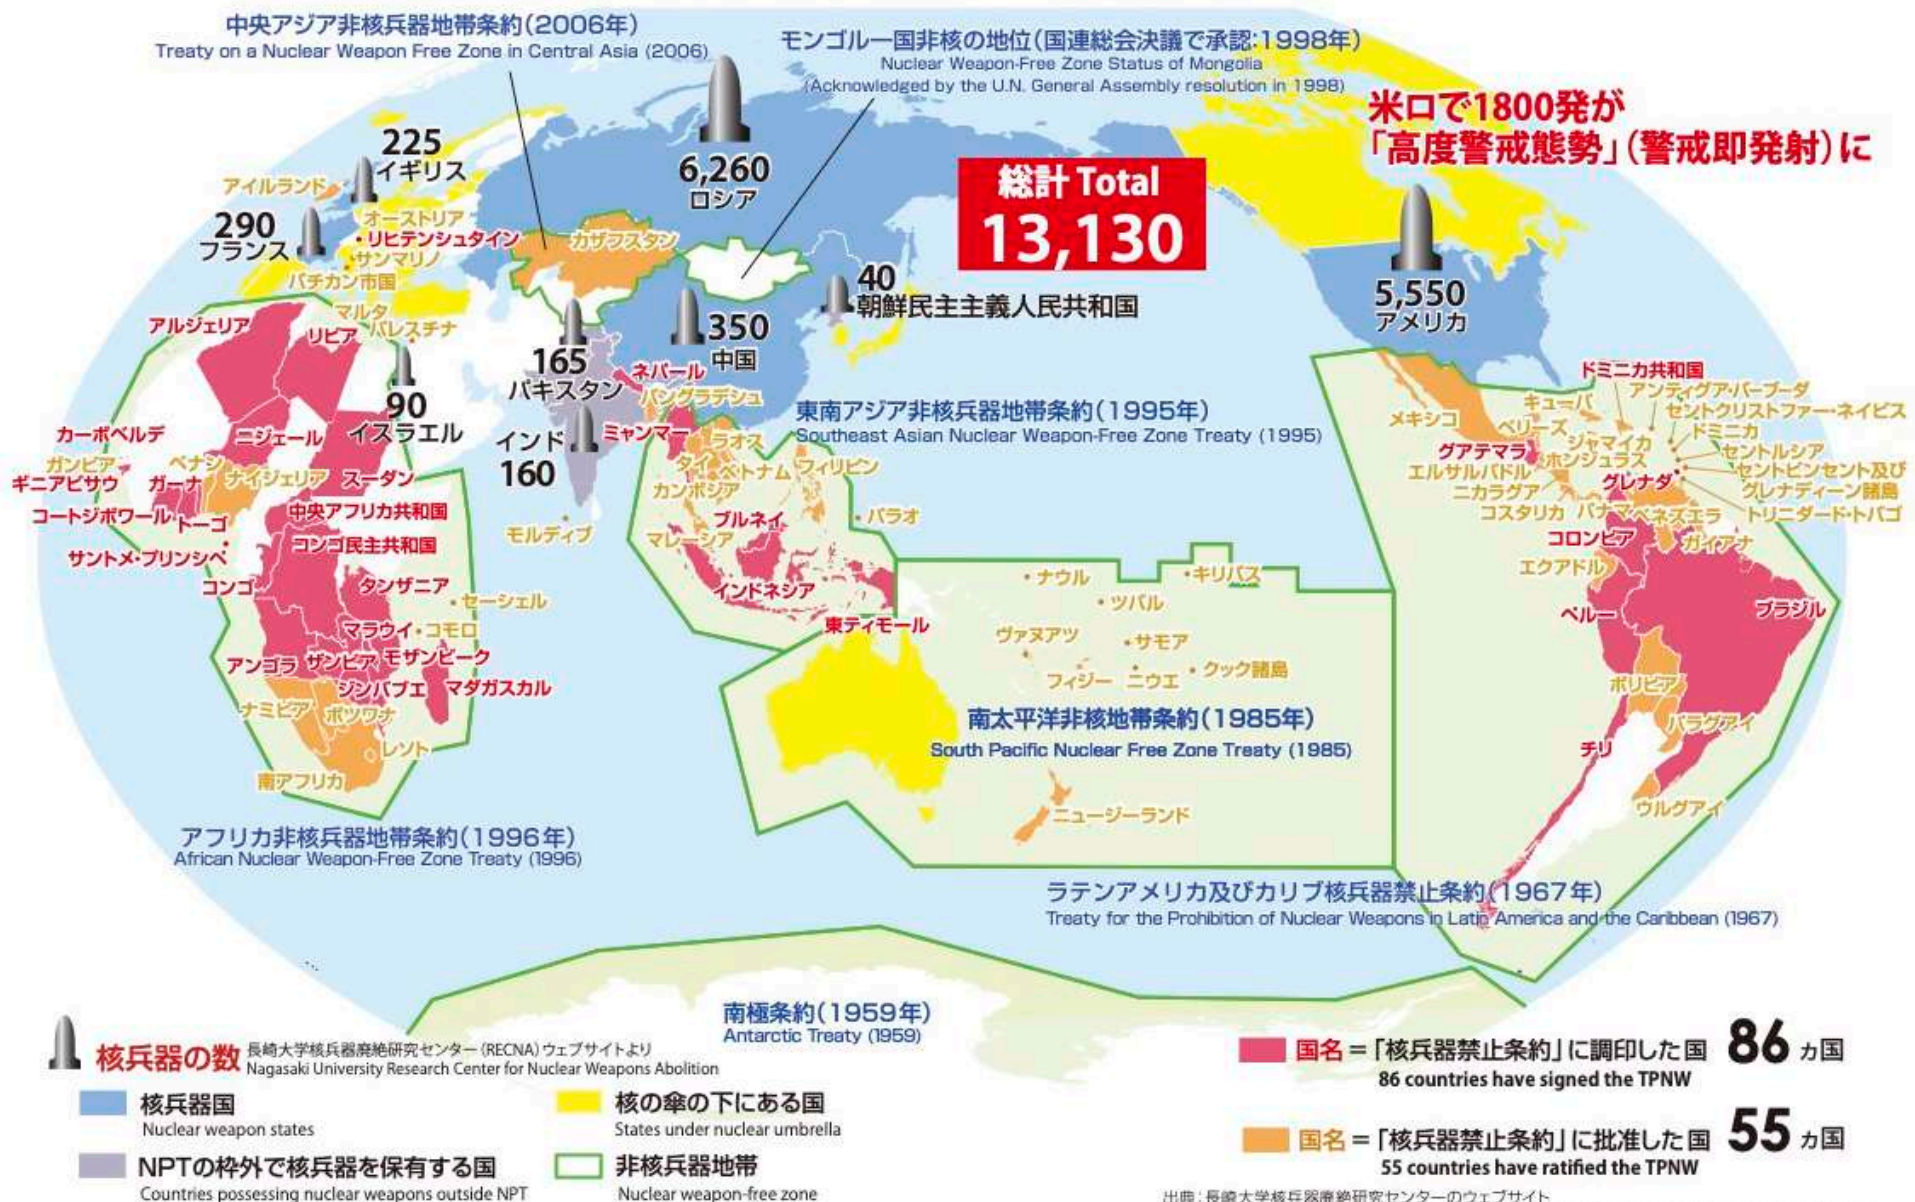 中央アジア非核兵器地帯条約(2006年)
Treaty on a Nuclear Weapon Free Zone in Central Asia (2006)
モンゴル一国非核の地位(国連総会決議で承認:1998年)
Nuclear Weapon-Free Zone Status of Mongolia
(Acknowledged by the U.N. General Assembly resolution in 1998)
米ロで1800発が
「高度警戒態勢」(警戒即発射)に
225
イギリス
アイルランド
290
フランス
オーストリア
リヒテンシュタイン
サンマリノ
バチカン市国
マルタ
パレスチナ
6,260
ロシア
カザフスタン
総計 Total
13,130
5,550
アメリカ
40
朝鮮民主主義人民共和国
350
中国
165
パキスタン
90
イスラエル
インド
160
ネパール
バングラデシュ
ミャンマー
ラオス
タイ
ベトナム
フィリピン
カンボジア
ブルネイ
マレーシア
パラオ
モルディブ
インドネシア
東ティモール
東南アジア非核兵器地帯条約(1995年)
Southeast Asian Nuclear Weapon-Free Zone Treaty (1995)
アルジェリア
リビア
カーボベルデ
ニジェール
ガンビア
ベナン
ギニアビサウ
ガーナ
ナイジェリア
スーダン
コートジボワール
トーゴ
中央アフリカ共和国
サントメ・プリンシペ
コンゴ民主共和国
コンゴ
タンザニア
セーシェル
マラウイ
コモロ
アンゴラ
ザンビア
モザンビーク
ジンバブエ
マダガスカル
ナミビア
ボツワナ
レソト
南アフリカ
アフリカ非核兵器地帯条約(1996年)
African Nuclear Weapon-Free Zone Treaty (1996)
ナウル
キリバス
ツバル
ヴァヌアツ
サモア
フィジー
ニウエ
クック諸島
南太平洋非核地帯条約(1985年)
South Pacific Nuclear Free Zone Treaty (1985)
ニュージーランド
ドミニカ共和国
アンティグア・バーブーダ
キューバ
セントクリストファー・ネイビス
メキシコ
ベリーズ
ジャマイカ
ドミニカ
グアテマラ
ホンジュラス
セントルシア
エルサルバドル
グレナダ
セントビンセント及び
グレナディーン諸島
ニカラグア
コスタリカ
パナマ
ベネズエラ
トリニダード・トバゴ
コロンビア
ガイアナ
エクアドル
ペルー
ブラジル
ボリビア
パラグアイ
チリ
ウルグアイ
ラテンアメリカ及びカリブ核兵器禁止条約(1967年)
Treaty for the Prohibition of Nuclear Weapons in Latin America and the Caribbean (1967)
南極条約(1959年)
Antarctic Treaty (1959)
核兵器の数
長崎大学核兵器廃絶研究センター(RECNA)ウェブサイトより
Nagasaki University Research Center for Nuclear Weapons Abolition
核兵器国
Nuclear weapon states
核の傘の下にある国
States under nuclear umbrella
NPTの枠外で核兵器を保有する国
Countries possessing nuclear weapons outside NPT
非核兵器地帯
Nuclear weapon-free zone
国名=「核兵器禁止条約」に調印した国 86ヵ国
86 countries have signed the TPNW
国名=「核兵器禁止条約」に批准した国 55ヵ国
55 countries have ratified the TPNW
出典:長崎大学核兵器廃絶研究センターのウェブサイト